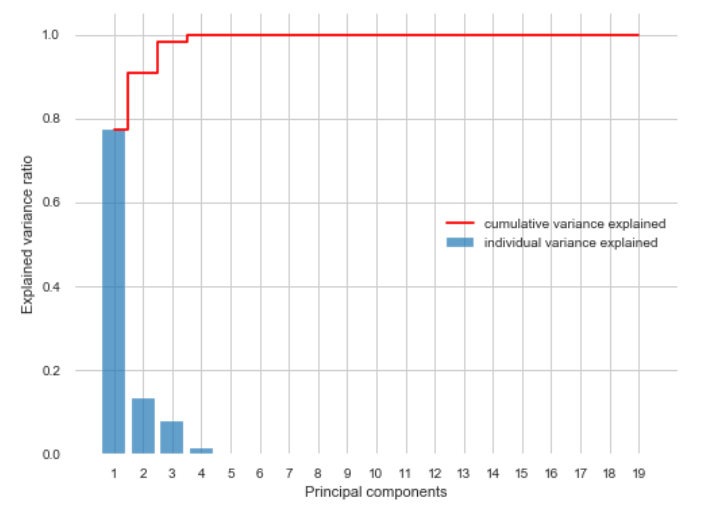 1.0
0.8
0.6
0.4
0.2
0.0
Explained variance ratio
cumulative variance explained
individual variance explained
1 2 3 4 5 6 7 8 9 10 11 12 13 14 15 16 17 18 19
Principal components